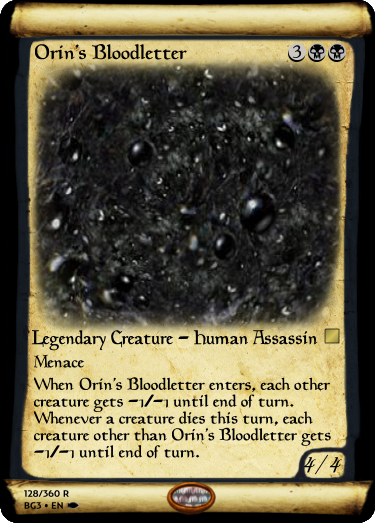 Orin's Bloodletter 3
Legendary Creature – Human Assassin
Menace
When Orin's Bloodletter enters, each other
creature gets -1/-1 until end of turn.
Whenever a creature dies this turn, each
creature other than Orin's Bloodletter gets
-1/-1 until end of turn.
4/4
128/360 R
BG3 • EN